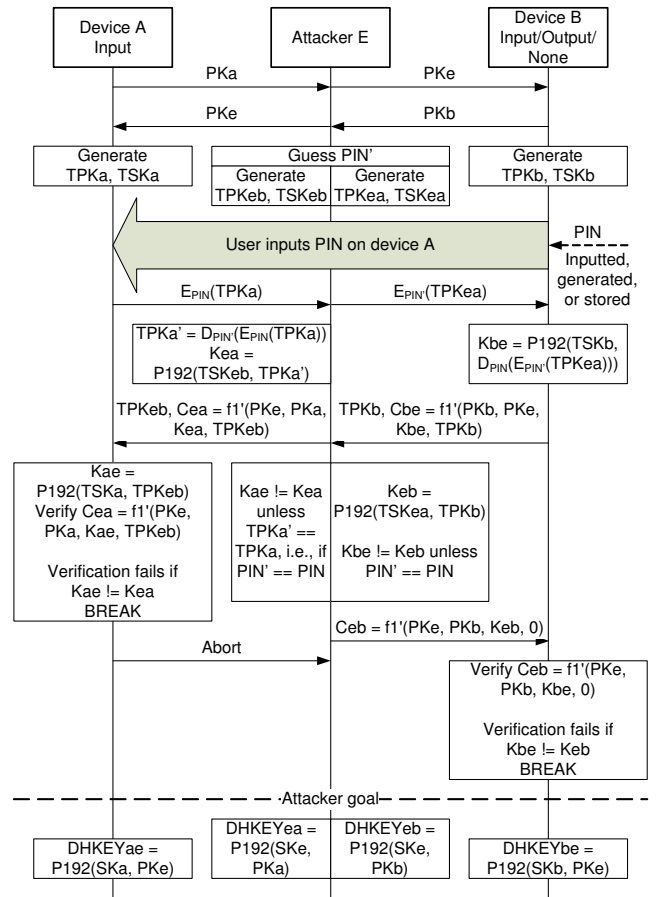 Device A
Input
Attacker E
Device B
Input/Output/
None
PKa
PKe
PKe
PKb
Generate
TPKa, TSKa
Guess PIN'
Generate
TPKeb, TSKeb
Generate
TPKea, TSKea
Generate
TPKb, TSKb
User inputs PIN on device A
PIN
Inputted,
generated,
or stored
EPIN(TPKa)
EPIN'(TPKea)
TPKa' = DPIN'(EPIN(TPKa))
Kea =
P192(TSKeb, TPKa')
Kbe = P192(TSKb,
DPIN(EPIN'(TPKea)))
TPKeb, Cea = f1'(PKe, PKa,
Kea, TPKeb)
TPKb, Cbe = f1'(PKb, PKe,
Kbe, TPKb)
Kae =
P192(TSKa, TPKeb)
Verify Cea = f1'(PKe,
PKa, Kae, TPKeb)
Verification fails if
Kae != Kea
BREAK
Kae != Kea
unless
TPKa' ==
TPKa, i.e., if
PIN' == PIN
Keb =
P192(TSKea, TPKb)
Kbe != Keb unless
PIN' == PIN
Ceb = f1'(PKe, PKb, Keb, 0)
Abort
Verify Ceb = f1'(PKe,
PKb, Kbe, 0)
Verification fails if
Kbe != Keb
BREAK
Attacker goal
DHKEYae =
P192(SKa, PKe)
DHKEYea =
P192(SKe,
PKa)
DHKEYeb =
P192(SKe,
PKb)
DHKEYbe =
P192(SKb, PKe)